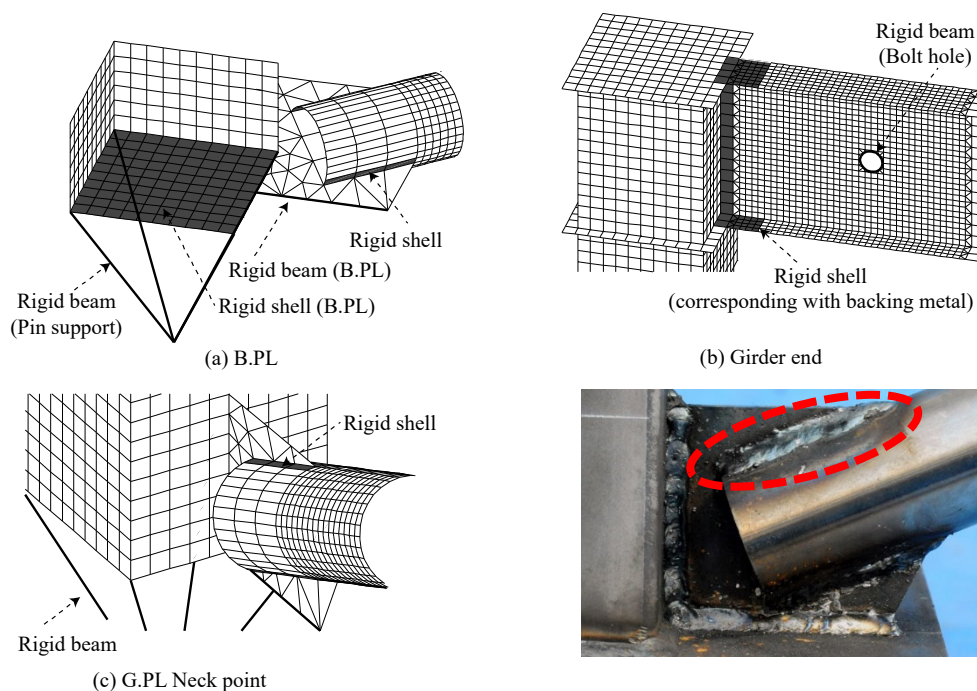 Rigid shell
Rigid beam (B.PL)
Rigid shell (B.PL)
Rigid beam
(Pin support)
(a) B.PL
Rigid beam
(Bolt hole)
Rigid shell
(corresponding with backing metal)
(b) Girder end
Rigid shell
Rigid beam
(c) G.PL Neck point